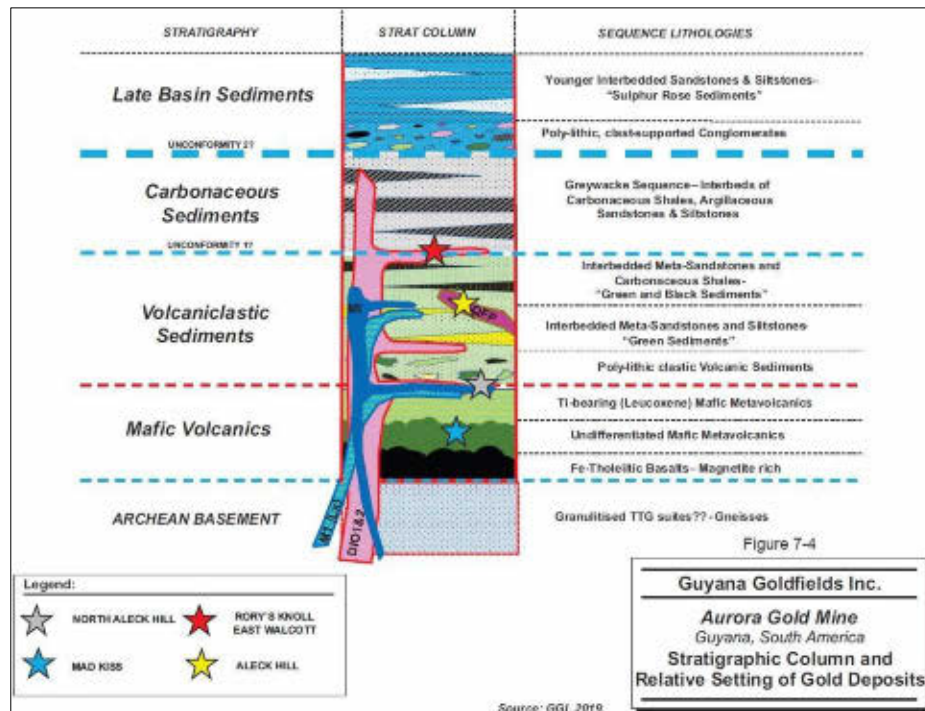 STRATIGRAPHY
STRAT COLUMN
SEQUENCE LITHOLOGIES
Late Basin Sediments
Younger Interbedded Sandstones & Siltstones-
"Sulphur Rose Sediments"
Poly-lithic, clast-supported Conglomerates
UNCONFORMITY 2?
Carbonaceous
Sediments
Greywacke Sequence- Interbeds of
Carbonaceous Shales, Argillaceous
Sandstones & Siltstones
UNCONFORMITY 1?
Volcaniclastic
Sediments
Interbedded Meta-Sandstones and
Carbonaceous Shales-
"Green and Black Sediments"
QFP
Interbedded Meta-Sandstones and Siltstones-
"Green Sediments"
Poly-lithic clastic Volcanic Sediments
Mafic Volcanics
Ti-bearing (Leucoxene) Mafic Metavolcanics
Undifferentiated Mafic Metavolcanics
Fe-Tholeiitic Basalts- Magnetite rich
ARCHEAN BASEMENT
DIO1&2
Granulitised TTG suites??-Gneisses
Figure 7-4
Legend:
NORTH ALECK HILL
RORY'S KNOLL
EAST WALCOTT
MAD KISS
ALECK HILL
Guyana Goldfields Inc.
Aurora Gold Mine
Guyana, South America
Stratigraphic Column and
Relative Setting of Gold Deposits
Source: GGI, 2019